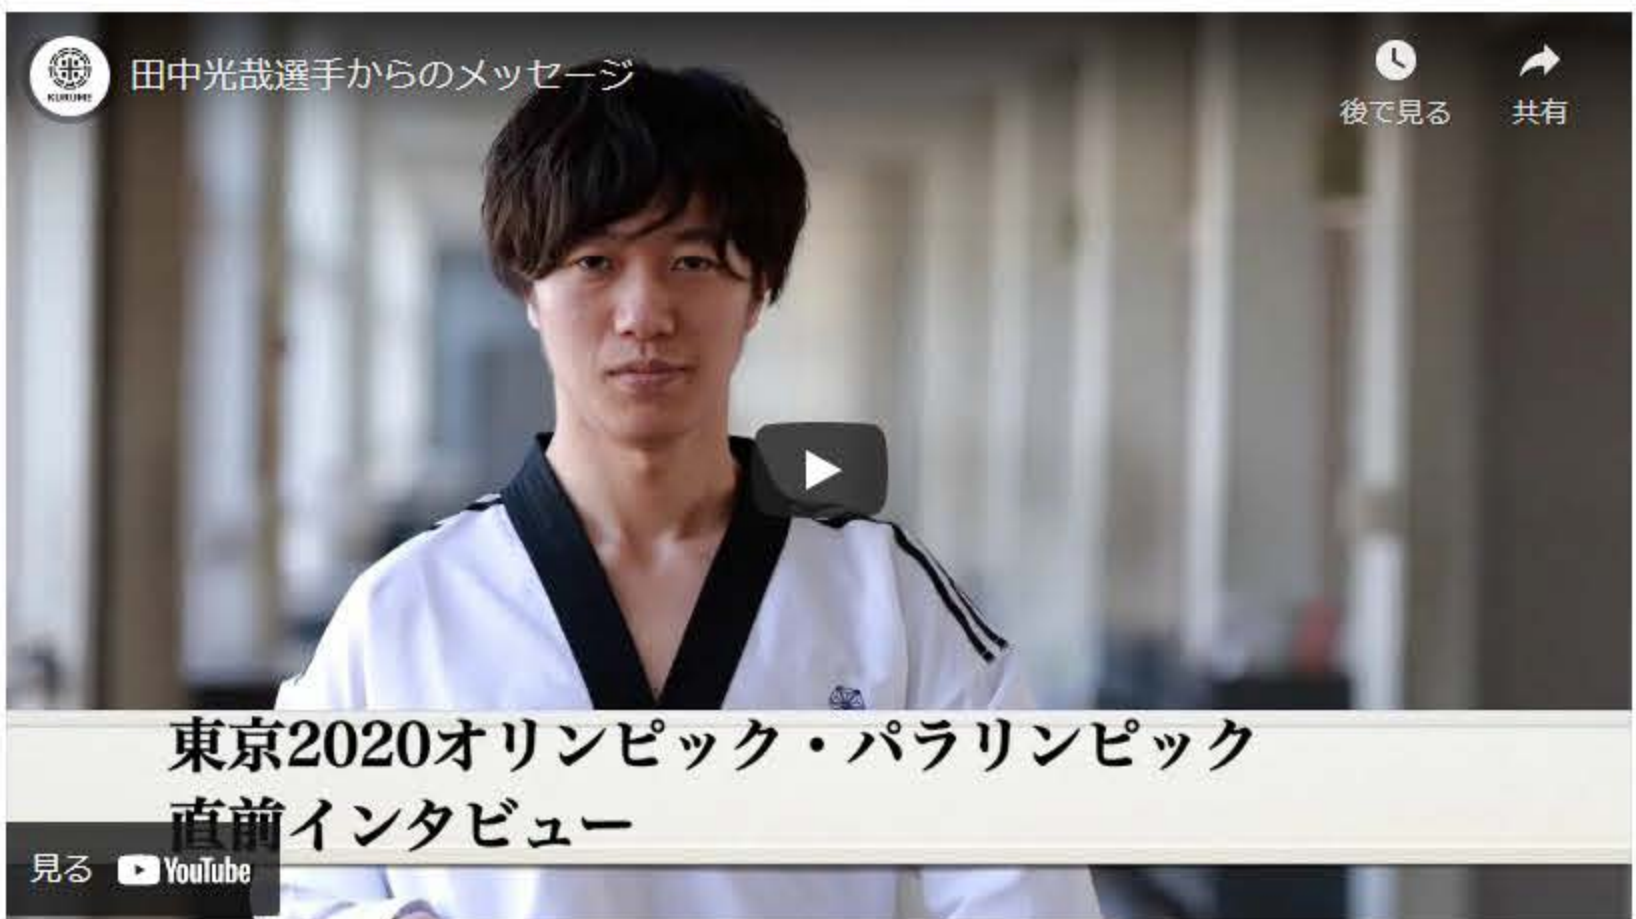 KURUME
田中光哉選手からのメッセージ
後で見る
共有
東京2020オリンピック・パラリンピック
直前インタビュー
見る YouTube